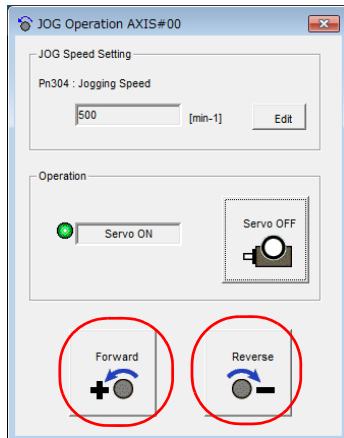 JOG Operation AXIS#00
JOG Speed Setting
Pn304 : Jogging Speed
500 [min-1] Edit
Operation
Servo ON
Servo OFF
Forward
Reverse